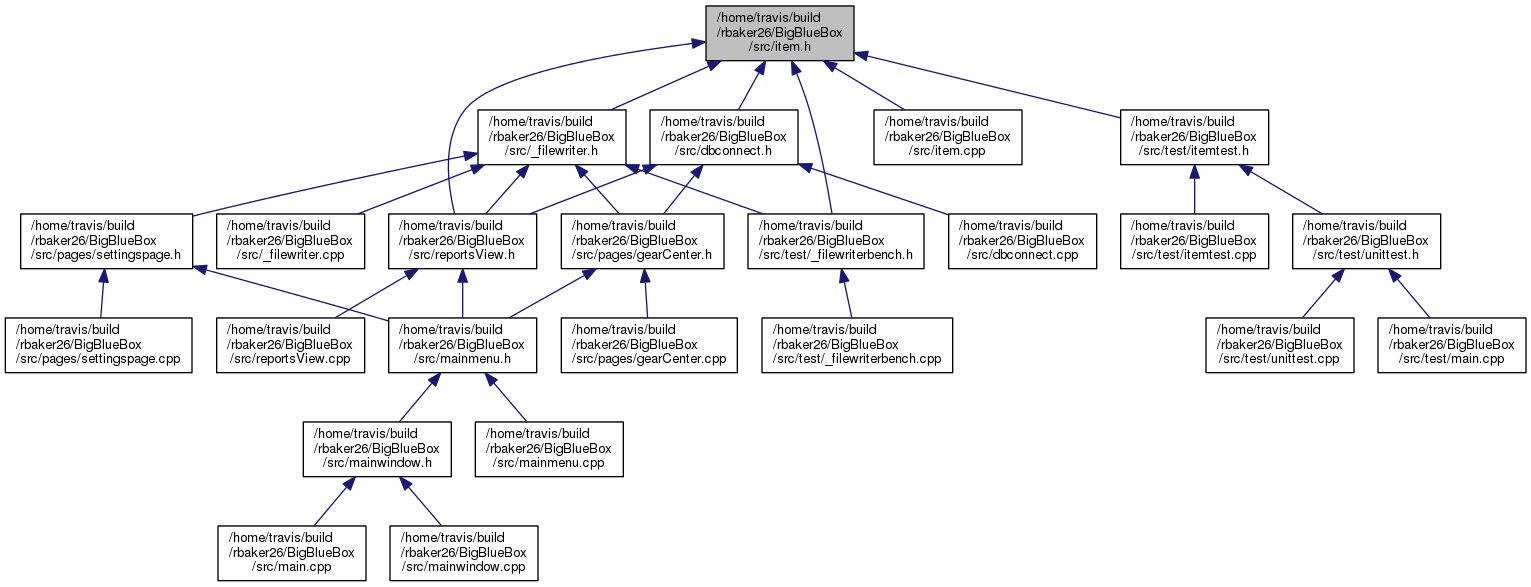 /home/travis/build
/rbaker26/BigBlueBox
/src/item.h
/home/travis/build
/rbaker26/BigBlueBox
/src/_filewriter.h
/home/travis/build
/rbaker26/BigBlueBox
/src/dbconnect.h
/home/travis/build
/rbaker26/BigBlueBox
/src/item.cpp
/home/travis/build
/rbaker26/BigBlueBox
/src/test/itemtest.h
/home/travis/build
/rbaker26/BigBlueBox
/src/pages/settingspage.h
/home/travis/build
/rbaker26/BigBlueBox
/src/_filewriter.cpp
/home/travis/build
/rbaker26/BigBlueBox
/src/reportsView.h
/home/travis/build
/rbaker26/BigBlueBox
/src/pages/gearCenter.h
/home/travis/build
/rbaker26/BigBlueBox
/src/test/_filewriterbench.h
/home/travis/build
/rbaker26/BigBlueBox
/src/dbconnect.cpp
/home/travis/build
/rbaker26/BigBlueBox
/src/test/itemtest.cpp
/home/travis/build
/rbaker26/BigBlueBox
/src/test/unittest.h
/home/travis/build
/rbaker26/BigBlueBox
/src/pages/settingspage.cpp
/home/travis/build
/rbaker26/BigBlueBox
/src/reportsView.cpp
/home/travis/build
/rbaker26/BigBlueBox
/src/mainmenu.h
/home/travis/build
/rbaker26/BigBlueBox
/src/pages/gearCenter.cpp
/home/travis/build
/rbaker26/BigBlueBox
/src/test/_filewriterbench.cpp
/home/travis/build
/rbaker26/BigBlueBox
/src/test/unittest.cpp
/home/travis/build
/rbaker26/BigBlueBox
/src/test/main.cpp
/home/travis/build
/rbaker26/BigBlueBox
/src/mainwindow.h
/home/travis/build
/rbaker26/BigBlueBox
/src/mainmenu.cpp
/home/travis/build
/rbaker26/BigBlueBox
/src/main.cpp
/home/travis/build
/rbaker26/BigBlueBox
/src/mainwindow.cpp